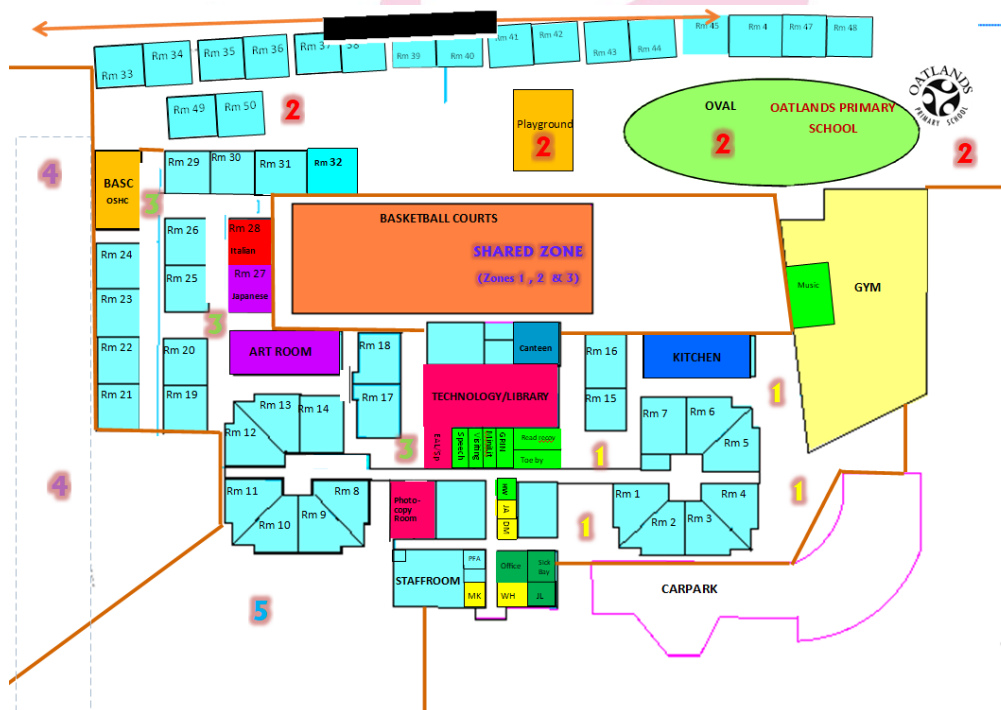 Rm 33
Rm 34
Rm 35
Rm 36
Rm 37
38
Rm 39
Rm 40
Rm 41
Rm 42
Rm 43
Rm 44
Rm 45
Rm 4
Rm 47
Rm 48
Rm 49
Rm 50
2
Playground
2
OVAL
OATLANDS PRIMARY
SCHOOL
2
OATLANDS
PRIMARY SCHOOL
2
4
BASC
OSHC
3
Rm 29
Rm 30
Rm 31
Rm 32
Rm 26
Rm 25
Rm 28
Italian
Rm 27
Japanese
3
BASKETBALL COURTS
SHARED ZONE
(Zones 1 , 2 & 3)
Music
GYM
Rm 24
Rm 23
Rm 22
Rm 21
Rm 20
Rm 19
ART ROOM
Rm 18
Rm 17
Canteen
TECHNOLOGY/LIBRARY
Rm 16
Rm 15
KITCHEN
1
Rm 13
Rm 14
Rm 12
3
Speech
Visiting
GRIN
Toe by
1
Rm 7
Rm 6
Rm 5
4
Rm 11
Rm 10
Rm 9
Rm 8
Photo-
copy
Room
MW
JA
DM
1
Rm 1
Rm 2
Rm 3
Rm 4
1
STAFFROOM
PFA
MK
Office
Sick
Bay
WH
JL
CARPARK
5